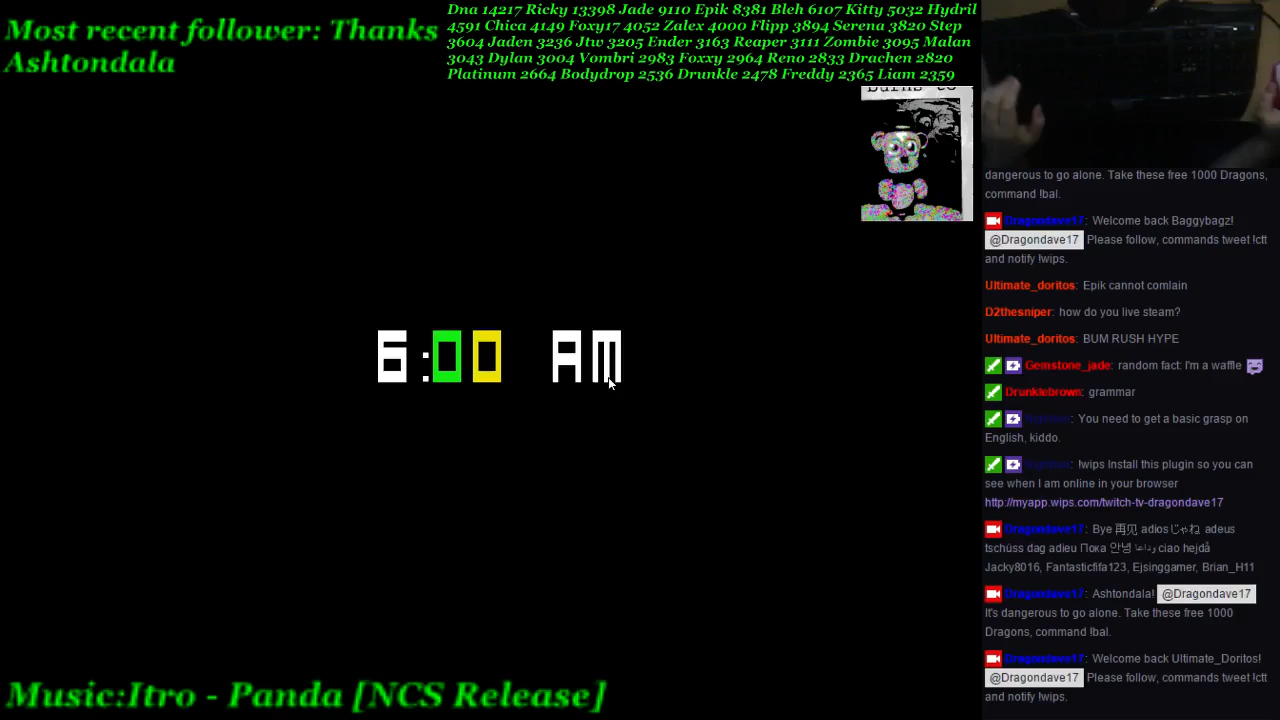 Most recent follower: Thanks
Ashtondala
Dna 14217 Ricky 13398 Jade 9110 Epik 8381 Bleh 6107 Kitty 5032 Hydril
4591 Chica 4149 Foxy17 4052 Zalex 4000 Flipp 3894 Serena 3820 Step
3604 Jaden 3236 Jtw 3205 Ender 3163 Reaper 3111 Zombie 3095 Malan
3043 Dylan 3004 Vombri 2983 Foxxy 2964 Reno 2833 Drachen 2820
Platinum 2664 Bodydrop 2536 Drunkle 2478 Freddy 2365 Liam 2359
6:00 AM
Music:Itro - Panda [NCS Release]
dangerous to go alone. Take these free 1000 Dragons,
command !bal.
Dragondave17: Welcome back Baggybagz!
@Dragondave17 Please follow, commands tweet !ctt
and notify !wips.
Ultimate_doritos: Epik cannot comlain
D2thesniper: how do you live steam?
Ultimate_doritos: BUM RUSH HYPE
Gemstone_jade: random fact: I'm a waffle
Drunklebrown: grammar
: You need to get a basic grasp on
English, kiddo.
: !wips Install this plugin so you can
see when I am online in your browser
http://myapp.wips.com/twitch-tv-dragondave17
Dragondave17: Bye 再见 adios じゃね adeus
tschüss dag adieu Пока 안녕 وداعا ciao hejdå
Jacky8016, Fantasticfifa123, Ejsinggamer, Brian_H11
Dragondave17: Ashtondala! @Dragondave17
It's dangerous to go alone. Take these free 1000
Dragons, command !bal.
Dragondave17: Welcome back Ultimate_Doritos!
@Dragondave17 Please follow, commands tweet !ctt
and notify !wips.